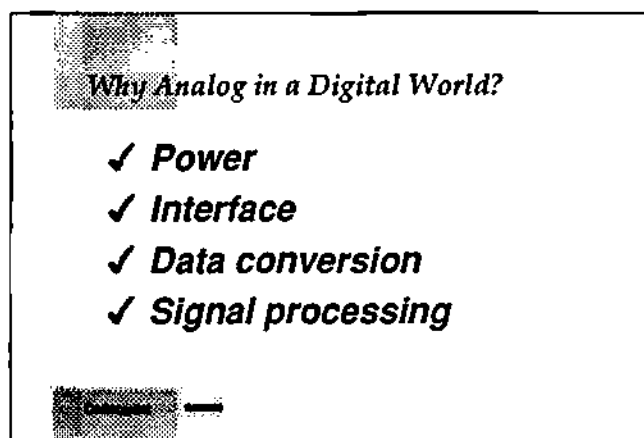 Why Analog in a Digital World?
✓ Power
✓ Interface
✓ Data conversion
✓ Signal processing